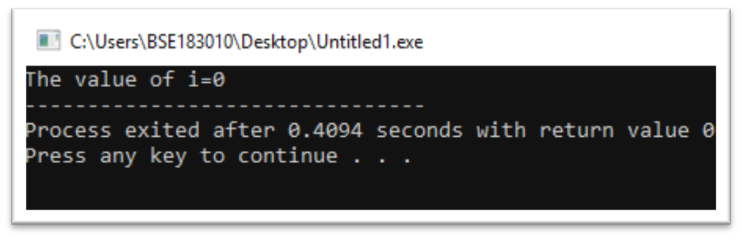 C:\Users\BSE183010\Desktop\Untitled1.exe
The value of i=0
--------------------------------
Process exited after 0.4094 seconds with return value 0
Press any key to continue . . .